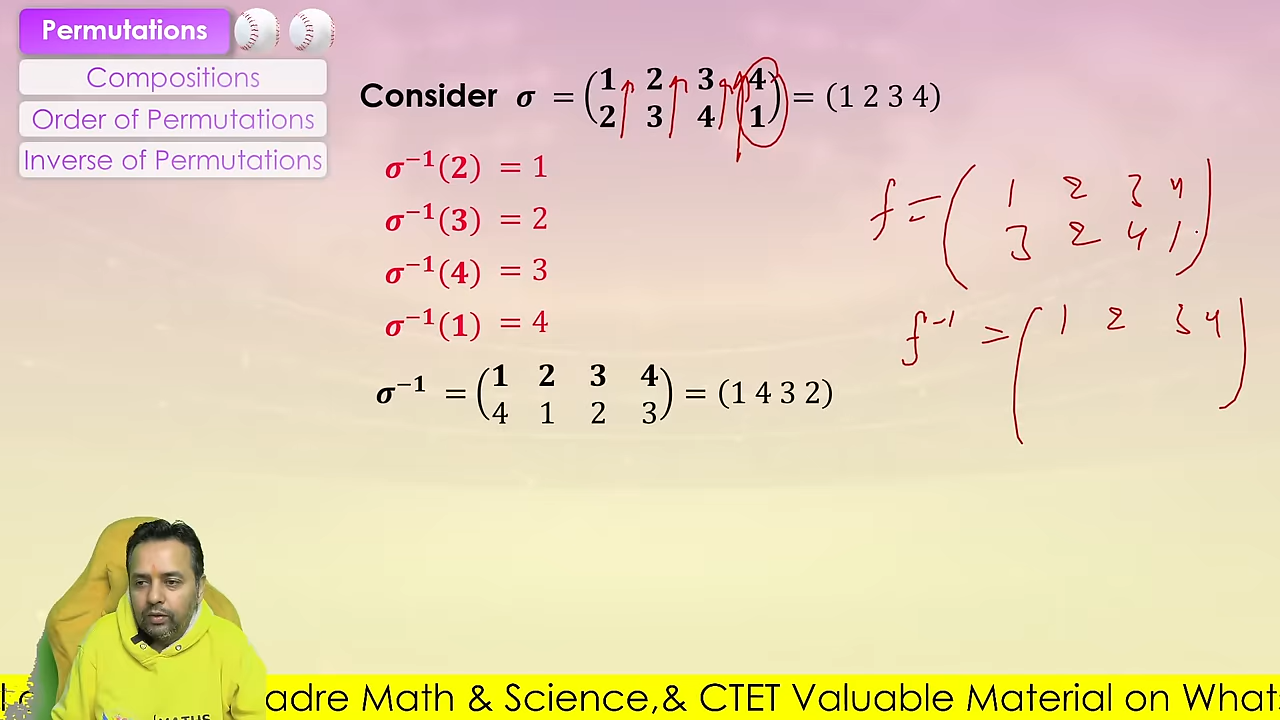 Permutations
Compositions
Order of Permutations
Inverse of Permutations
Consider σ = (1 2 3 4
2 3 4 1) = (1 2 3 4)
σ⁻¹(2) = 1
σ⁻¹(3) = 2
σ⁻¹(4) = 3
σ⁻¹(1) = 4
σ⁻¹ = (1 2 3 4
4 1 2 3) = (1 4 3 2)
f = (1 2 3 4
3 2 4 1)
f⁻¹ = (1 2 3 4)
adre Math & Science,& CTET Valuable Material on What